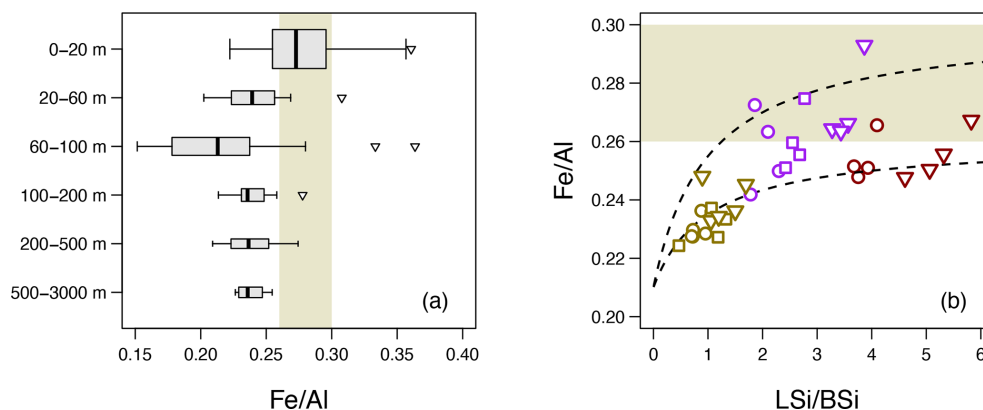 0−20 m
20−60 m
60−100 m
100−200 m
200−500 m
500−3000 m
(a)
0.15 0.20 0.25 0.30 0.35 0.40
Fe/Al
Fe/Al
0.30
0.28
0.26
0.24
0.22
0.20
(b)
0 1 2 3 4 5 6
LSi/BSi